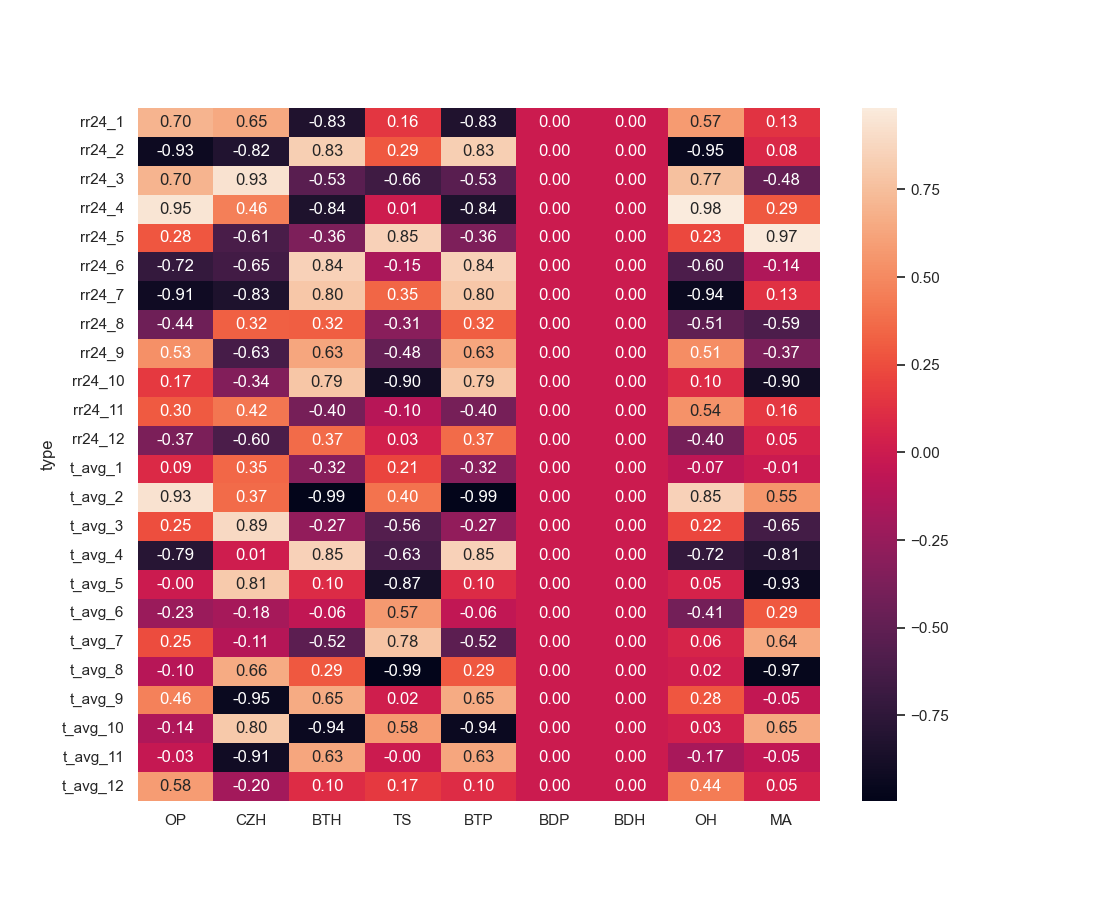 rr24_1 0.70 0.65 -0.83 0.16 -0.83 0.00 0.00 0.57 0.13
rr24_2 -0.93 -0.82 0.83 0.29 0.83 0.00 0.00 -0.95 0.08
rr24_3 0.70 0.93 -0.53 -0.66 -0.53 0.00 0.00 0.77 -0.48
0.75
rr24_4 0.95 0.46 -0.84 0.01 -0.84 0.00 0.00 0.98 0.29
rr24_5 0.28 -0.61 -0.36 0.85 -0.36 0.00 0.00 0.23 0.97
rr24_6 -0.72 -0.65 0.84 -0.15 0.84 0.00 0.00 -0.60 -0.14
0.50
rr24_7 -0.91 -0.83 0.80 0.35 0.80 0.00 0.00 -0.94 0.13
rr24_8 -0.44 0.32 0.32 -0.31 0.32 0.00 0.00 -0.51 -0.59
rr24_9 0.53 -0.63 0.63 -0.48 0.63 0.00 0.00 0.51 -0.37
0.25
rr24_10 0.17 -0.34 0.79 -0.90 0.79 0.00 0.00 0.10 -0.90
rr24_11 0.30 0.42 -0.40 -0.10 -0.40 0.00 0.00 0.54 0.16
rr24_12 -0.37 -0.60 0.37 0.03 0.37 0.00 0.00 -0.40 0.05
0.00
type
t_avg_1 0.09 0.35 -0.32 0.21 -0.32 0.00 0.00 -0.07 -0.01
t_avg_2 0.93 0.37 -0.99 0.40 -0.99 0.00 0.00 0.85 0.55
t_avg_3 0.25 0.89 -0.27 -0.56 -0.27 0.00 0.00 0.22 -0.65
-0.25
t_avg_4 -0.79 0.01 0.85 -0.63 0.85 0.00 0.00 -0.72 -0.81
t_avg_5 -0.00 0.81 0.10 -0.87 0.10 0.00 0.00 0.05 -0.93
t_avg_6 -0.23 -0.18 -0.06 0.57 -0.06 0.00 0.00 -0.41 0.29
-0.50
t_avg_7 0.25 -0.11 -0.52 0.78 -0.52 0.00 0.00 0.06 0.64
t_avg_8 -0.10 0.66 0.29 -0.99 0.29 0.00 0.00 0.02 -0.97
t_avg_9 0.46 -0.95 0.65 0.02 0.65 0.00 0.00 0.28 -0.05
-0.75
t_avg_10 -0.14 0.80 -0.94 0.58 -0.94 0.00 0.00 0.03 0.65
t_avg_11 -0.03 -0.91 0.63 -0.00 0.63 0.00 0.00 -0.17 -0.05
t_avg_12 0.58 -0.20 0.10 0.17 0.10 0.00 0.00 0.44 0.05
OP CZH BTH TS BTP BDP BDH OH MA